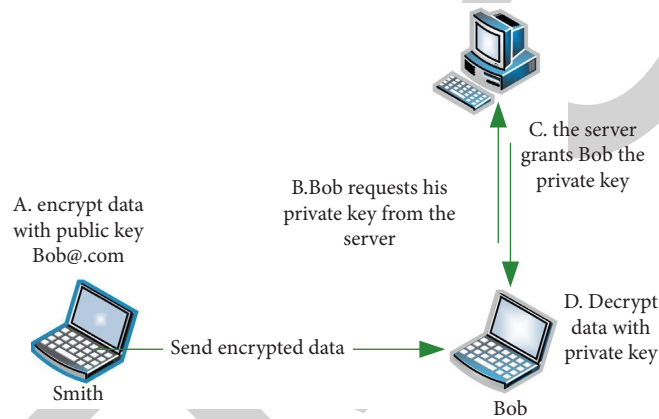 C. the server
grants Bob the
private key
B.Bob requests his
private key from the
server
A. encrypt data
with public key
Bob@.com
D. Decrypt
data with
private key
Send encrypted data
Smith
Bob